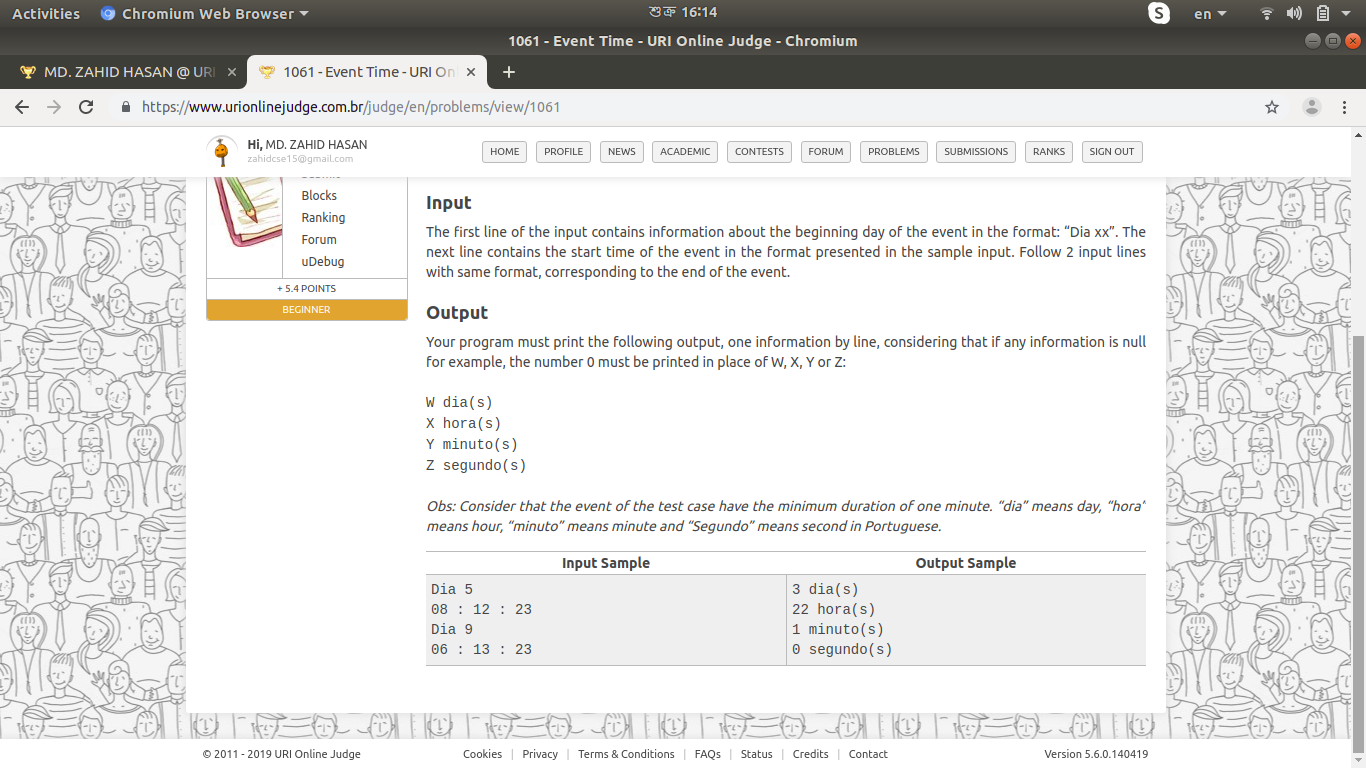 Activities Chromium Web Browser শুক্র 16:14 S en
1061 - Event Time - URI Online Judge - Chromium
MD. ZAHID HASAN @ UR 1061 - Event Time - URI On
https://www.urionlinejudge.com.br/judge/en/problems/view/1061
Hi, MD. ZAHID HASAN
zahidcse15@gmail.com
HOME PROFILE NEWS ACADEMIC CONTESTS FORUM PROBLEMS SUBMISSIONS RANKS SIGN OUT
Blocks
Ranking
Forum
uDebug
+ 5.4 POINTS
BEGINNER
Input
The first line of the input contains information about the beginning day of the event in the format: “Dia xx”. The
next line contains the start time of the event in the format presented in the sample input. Follow 2 input lines
with same format, corresponding to the end of the event.
Output
Your program must print the following output, one information by line, considering that if any information is null
for example, the number 0 must be printed in place of W, X, Y or Z:
W dia(s)
X hora(s)
Y minuto(s)
Z segundo(s)
Obs: Consider that the event of the test case have the minimum duration of one minute. “dia” means day, “hora”
means hour, “minuto” means minute and “Segundo” means second in Portuguese.
Input Sample Output Sample
Dia 5 3 dia(s)
08 : 12 : 23 22 hora(s)
Dia 9 1 minuto(s)
06 : 13 : 23 0 segundo(s)
© 2011 - 2019 URI Online Judge Cookies | Privacy | Terms & Conditions | FAQs | Status | Credits | Contact Version 5.6.0.140419